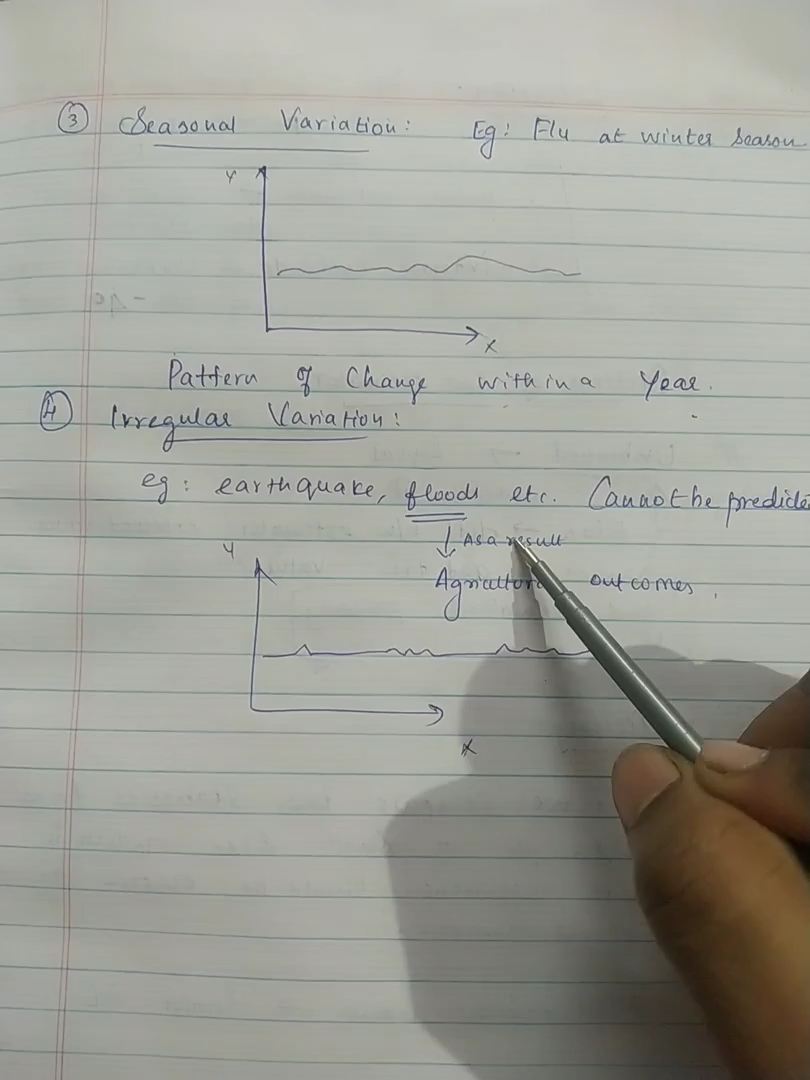 3 Seasonal Variation: Eg: Flu at winter season
Y
X
Pattern of Change within a Year.
4 Irregular Variation:
eg: earthquake, floods etc. Cannot be predicte
As a result
Y
Agricultur outcomes.
X